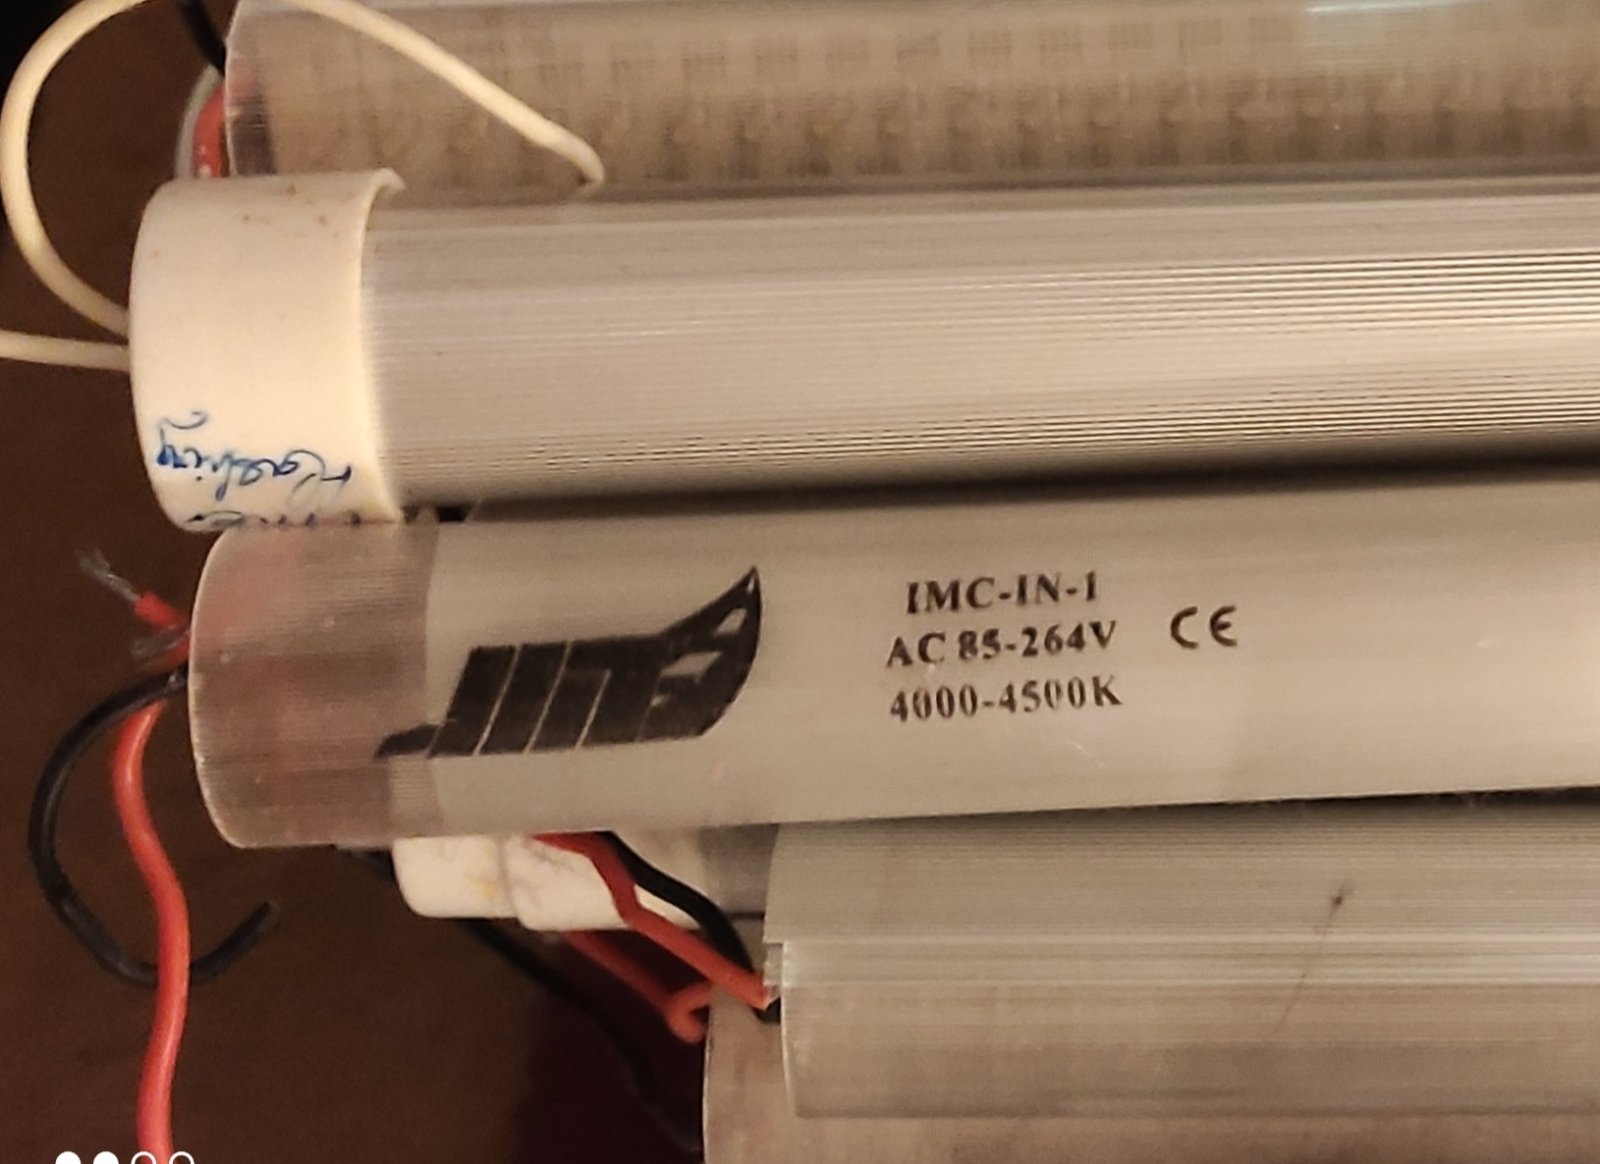 IMC-IN-1
AC 85-264V
CE
4000-4500K